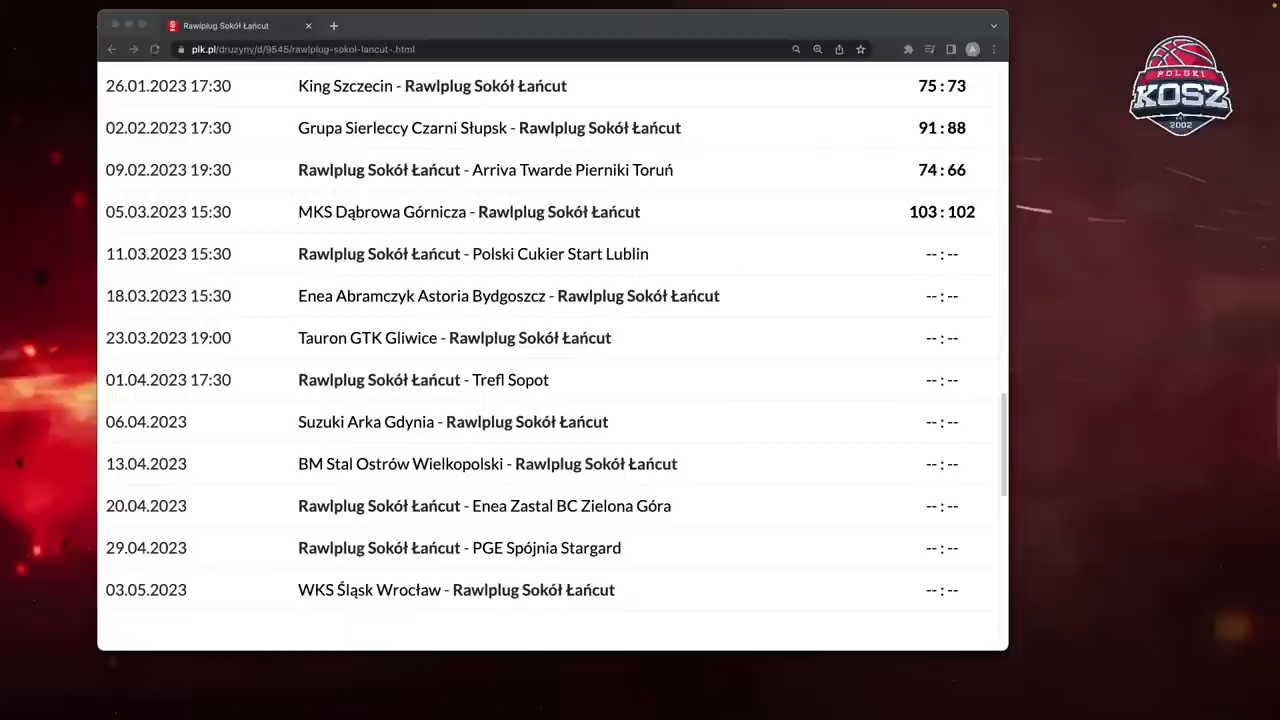 Rawlplug Sokół Łańcut
plk.pl/druzyny/d/9545/rawlplug-sokol-lancut-.html
A
26.01.2023 17:30 King Szczecin - Rawlplug Sokół Łańcut 75 : 73
02.02.2023 17:30 Grupa Sierleccy Czarni Słupsk - Rawlplug Sokół Łańcut 91 : 88
09.02.2023 19:30 Rawlplug Sokół Łańcut - Arriva Twarde Pierniki Toruń 74 : 66
05.03.2023 15:30 MKS Dąbrowa Górnicza - Rawlplug Sokół Łańcut 103 : 102
11.03.2023 15:30 Rawlplug Sokół Łańcut - Polski Cukier Start Lublin -- : --
18.03.2023 15:30 Enea Abramczyk Astoria Bydgoszcz - Rawlplug Sokół Łańcut -- : --
23.03.2023 19:00 Tauron GTK Gliwice - Rawlplug Sokół Łańcut -- : --
01.04.2023 17:30 Rawlplug Sokół Łańcut - Trefl Sopot -- : --
06.04.2023 Suzuki Arka Gdynia - Rawlplug Sokół Łańcut -- : --
13.04.2023 BM Stal Ostrów Wielkopolski - Rawlplug Sokół Łańcut -- : --
20.04.2023 Rawlplug Sokół Łańcut - Enea Zastal BC Zielona Góra -- : --
29.04.2023 Rawlplug Sokół Łańcut - PGE Spójnia Stargard -- : --
03.05.2023 WKS Śląsk Wrocław - Rawlplug Sokół Łańcut -- : --
POLSKI
KOSZ
2002